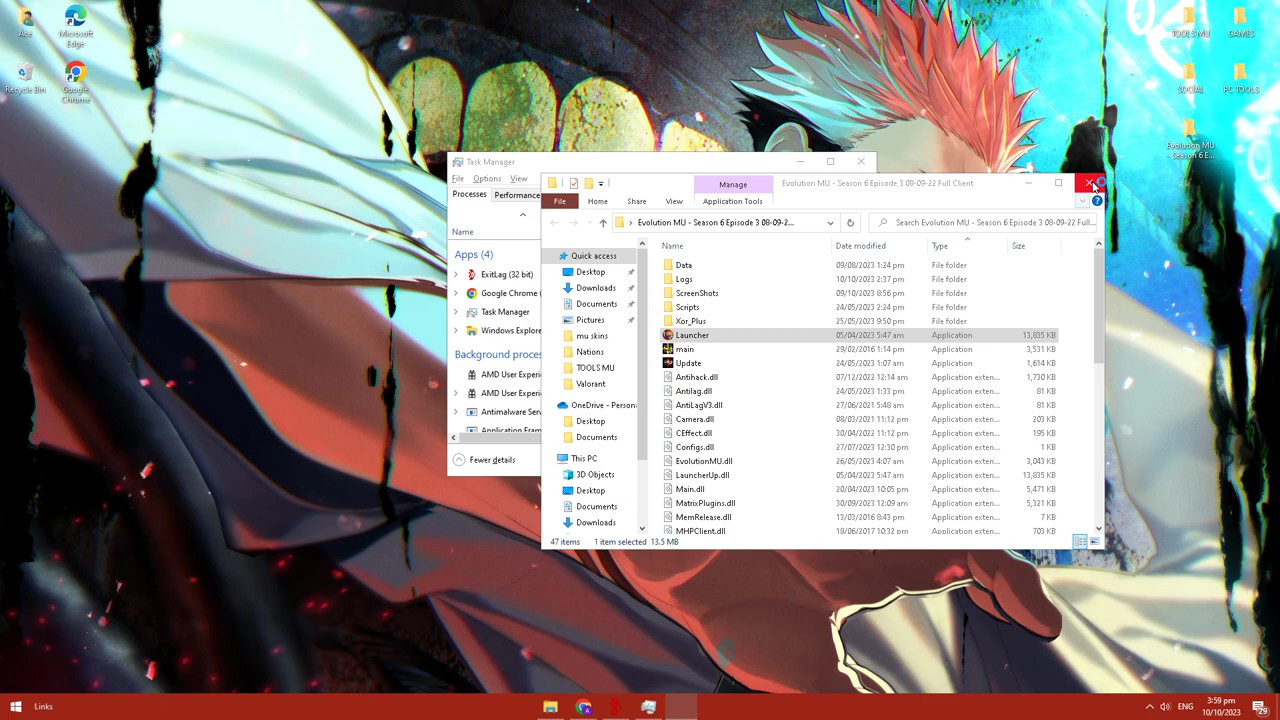 Ace
Microsoft
Edge
Recycle Bin
Google
Chrome
TOOLS MU
GAMES
SOCIAL
PC TOOLS
Evolution MU
- Season 6 E...
Task Manager
File Options View
Processes Performance
Name
Apps (4)
ExitLag (32 bit)
Google Chrome (
Task Manager
Windows Explore
Background proce
AMD User Experi
AMD User Experi
Antimalware Serv
Application Fram
Fewer details
Manage
Evolution MU - Season 6 Episode 3 08-09-22 Full Client
File Home Share View Application Tools
Evolution MU - Season 6 Episode 3 08-09-2...
Search Evolution MU - Season 6 Episode 3 08-09-22 Full...
Quick access
Desktop
Downloads
Documents
Pictures
mu skins
Nations
TOOLS MU
Valorant
OneDrive - Person
Desktop
Documents
This PC
3D Objects
Desktop
Documents
Downloads
Name Date modified Type Size
Data 09/08/2023 1:24 pm File folder
Logs 10/10/2023 2:37 pm File folder
ScreenShots 09/10/2023 8:56 pm File folder
Scripts 24/05/2023 2:24 pm File folder
Xor_Plus 25/05/2023 9:50 pm File folder
Launcher 05/04/2023 5:47 am Application 13,835 KB
main 29/02/2016 1:14 pm Application 3,531 KB
Update 24/05/2023 1:07 am Application 1,614 KB
Antihack.dll 07/12/2022 12:14 am Application exten... 1,730 KB
Antilag.dll 24/05/2023 1:33 pm Application exten... 81 KB
AntiLagV3.dll 27/06/2021 5:48 am Application exten... 81 KB
Camera.dll 08/03/2021 11:12 pm Application exten... 203 KB
CEffect.dll 30/04/2022 11:12 pm Application exten... 195 KB
Configs.dll 27/07/2023 12:30 pm Application exten... 1 KB
EvolutionMU.dll 26/05/2023 4:07 am Application exten... 3,043 KB
LauncherUp.dll 05/04/2023 5:47 am Application exten... 13,835 KB
Main.dll 20/04/2023 10:05 pm Application exten... 5,471 KB
MatrixPlugins.dll 30/09/2023 12:09 am Application exten... 5,321 KB
MemRelease.dll 13/03/2016 8:43 pm Application exten... 7 KB
MHPClient.dll 18/06/2017 10:32 pm Application exten... 703 KB
47 items 1 item selected 13.5 MB
Links
ENG
3:59 pm
10/10/2023
29